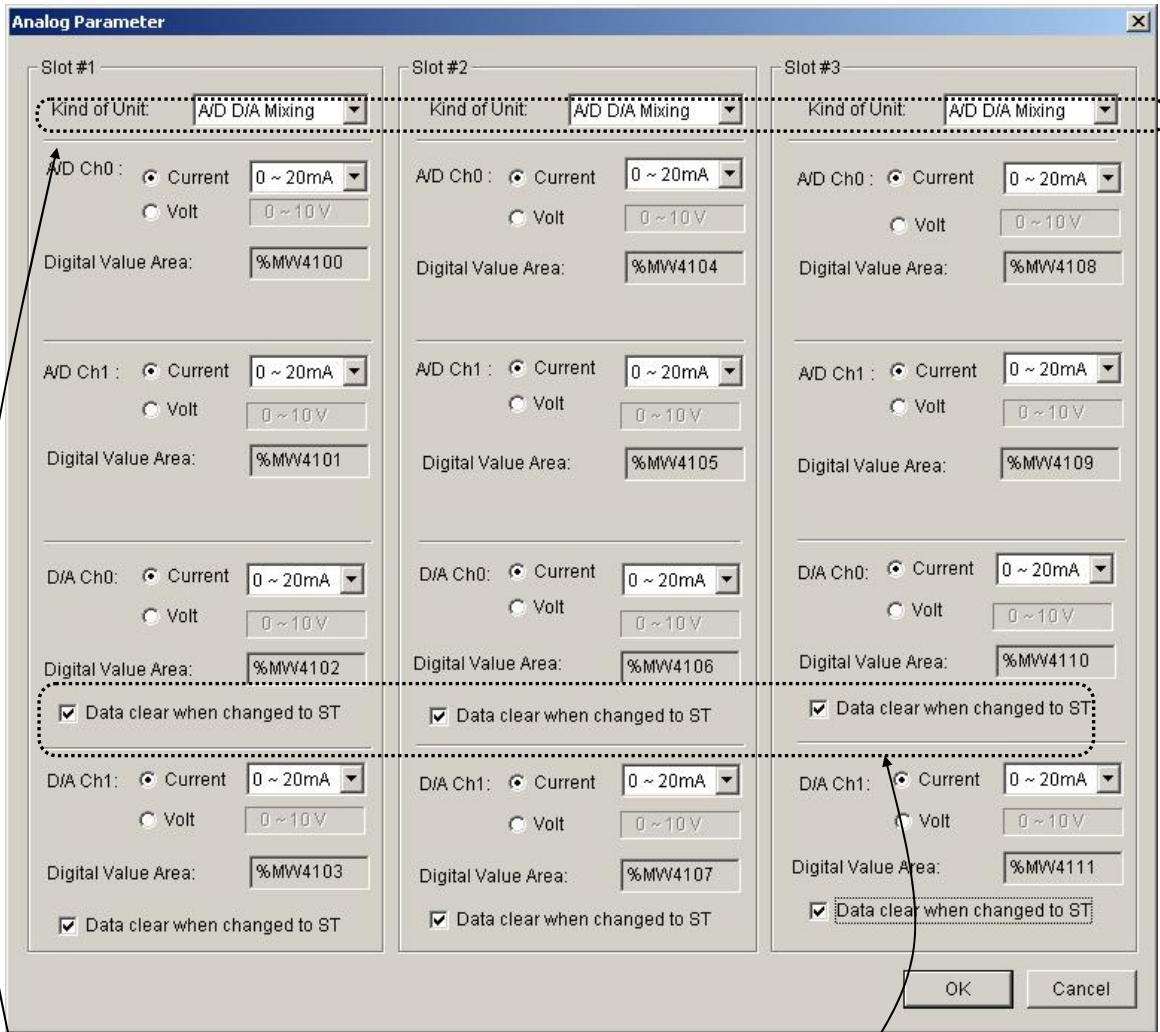 Analog Parameter
Slot #1
Kind of Unit: A/D D/A Mixing
A/D Ch0 : Current 0 ~ 20mA
Volt 0 ~ 10 V
Digital Value Area: %MW4100
A/D Ch1 : Current 0 ~ 20mA
Volt 0 ~ 10 V
Digital Value Area: %MW4101
D/A Ch0: Current 0 ~ 20mA
Volt 0 ~ 10 V
Digital Value Area: %MW4102
Data clear when changed to ST
D/A Ch1: Current 0 ~ 20mA
Volt 0 ~ 10 V
Digital Value Area: %MW4103
Data clear when changed to ST
Slot #2
Kind of Unit: A/D D/A Mixing
A/D Ch0 : Current 0 ~ 20mA
Volt 0 ~ 10 V
Digital Value Area: %MW4104
A/D Ch1 : Current 0 ~ 20mA
Volt 0 ~ 10 V
Digital Value Area: %MW4105
D/A Ch0: Current 0 ~ 20mA
Volt 0 ~ 10 V
Digital Value Area: %MW4106
Data clear when changed to ST
D/A Ch1: Current 0 ~ 20mA
Volt 0 ~ 10 V
Digital Value Area: %MW4107
Data clear when changed to ST
Slot #3
Kind of Unit: A/D D/A Mixing
A/D Ch0 : Current 0 ~ 20mA
Volt 0 ~ 10 V
Digital Value Area: %MW4108
A/D Ch1 : Current 0 ~ 20mA
Volt 0 ~ 10 V
Digital Value Area: %MW4109
D/A Ch0: Current 0 ~ 20mA
Volt 0 ~ 10 V
Digital Value Area: %MW4110
Data clear when changed to ST
D/A Ch1: Current 0 ~ 20mA
Volt 0 ~ 10 V
Digital Value Area: %MW4111
Data clear when changed to ST
OK Cancel